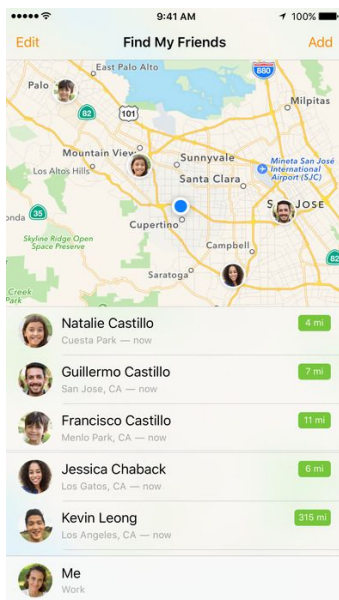 9:41 AM
100%
Edit
Find My Friends
Add
East Palo Alto
880
Palo
Milpitas
82
101
Mountain View
Sunnyvale
Mineta San José
International
Airport (SJC)
Los Altos Hills
Santa Clara
onda
35
S JOSE
Cupertino
Skyline Ridge Open
Space Preserve
Campbell
82
Saratoga
Creek
Park
Natalie Castillo
4 mi
Cuesta Park — now
Guillermo Castillo
7 mi
San Jose, CA — now
Francisco Castillo
11 mi
Menlo Park, CA — now
Jessica Chaback
6 mi
Los Gatos, CA — now
Kevin Leong
315 mi
Los Angeles, CA — now
Me
Work